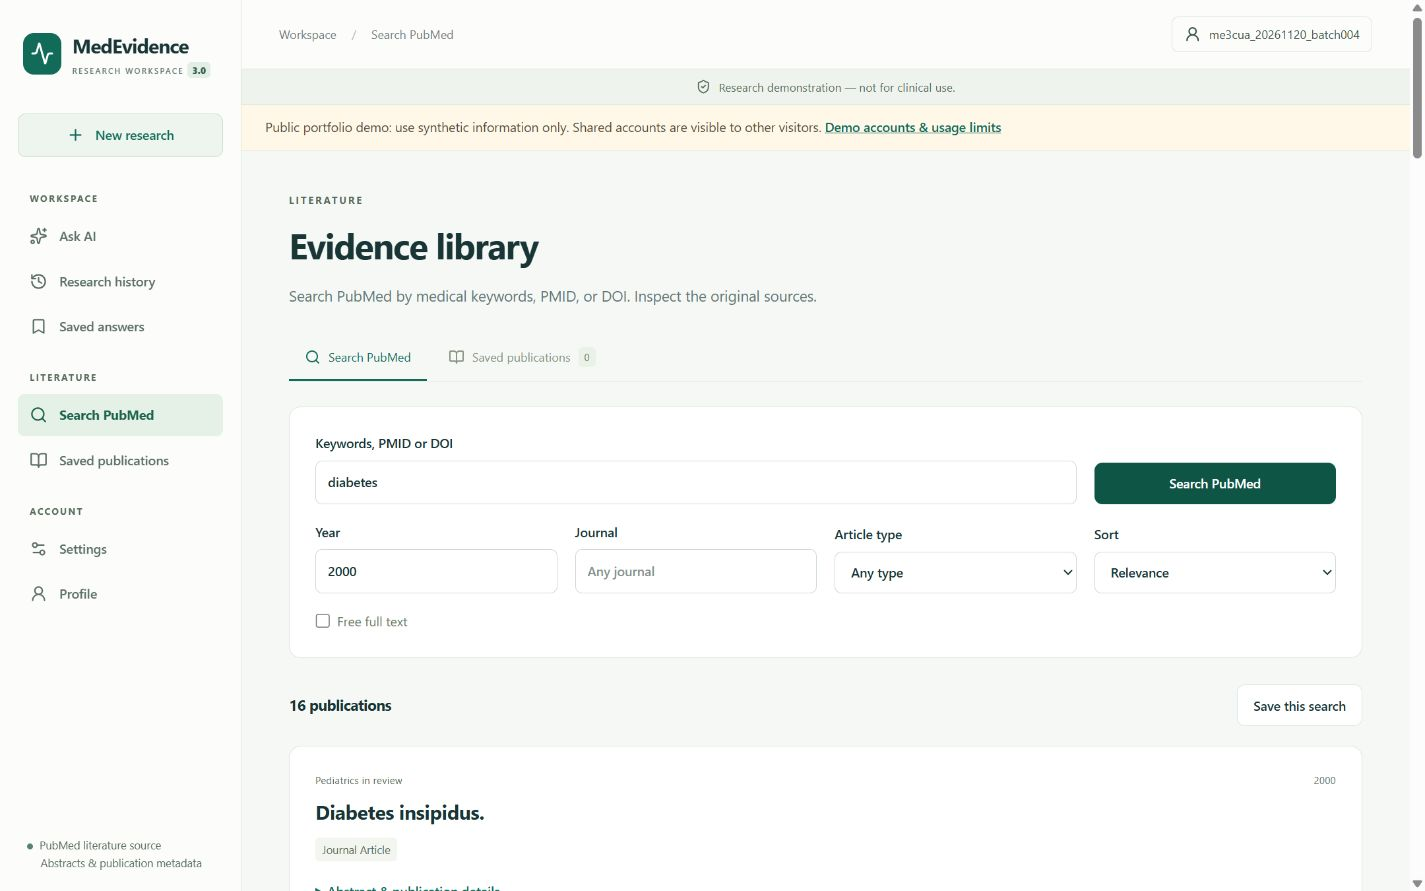 MedEvidence
RESEARCH WORKSPACE 3.0
New research
WORKSPACE
Ask AI
Research history
Saved answers
LITERATURE
Search PubMed
Saved publications
ACCOUNT
Settings
Profile
PubMed literature source
Abstracts & publication metadata
Workspace / Search PubMed
me3cua_20261120_batch004
Research demonstration — not for clinical use.
Public portfolio demo: use synthetic information only. Shared accounts are visible to other visitors. Demo accounts & usage limits
LITERATURE
Evidence library
Search PubMed by medical keywords, PMID, or DOI. Inspect the original sources.
Search PubMed
Saved publications 0
Keywords, PMID or DOI
diabetes
Search PubMed
Year
Journal
Article type
Sort
2000
Any journal
Any type
Relevance
Free full text
16 publications
Save this search
Pediatrics in review
2000
Diabetes insipidus.
Journal Article
Abstract & publication details